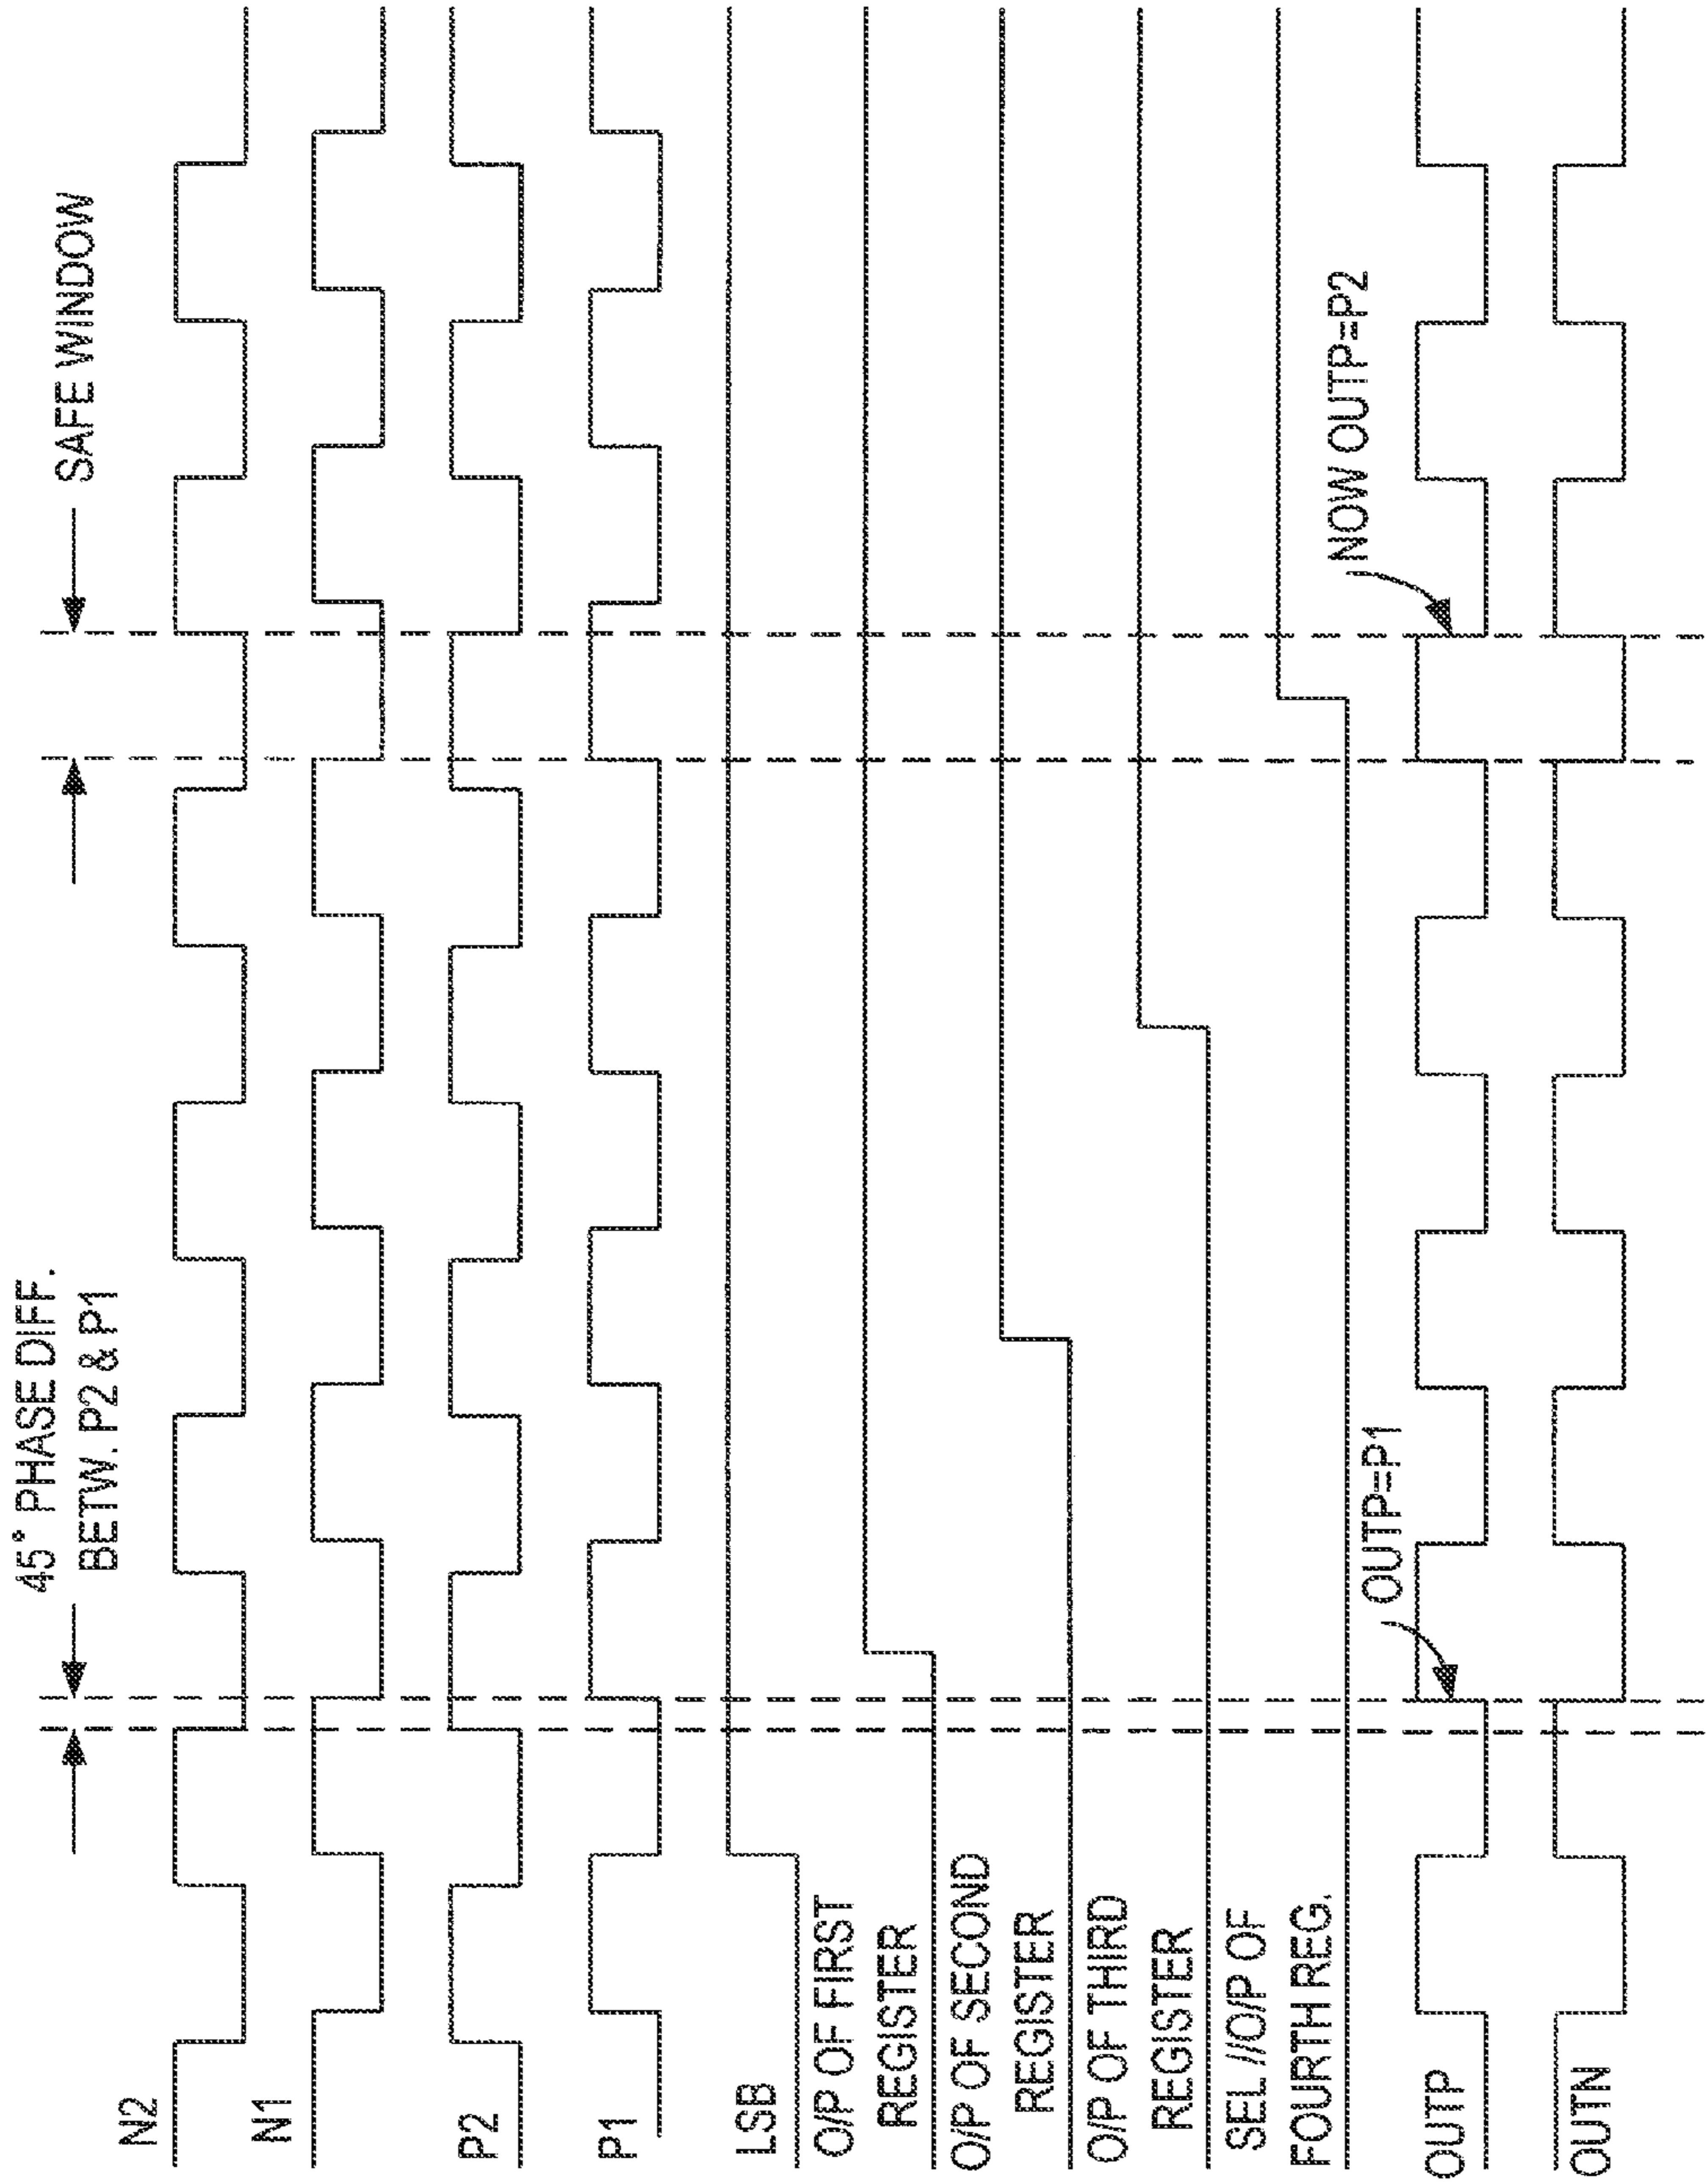 45° PHASE DIFF.
BETW. P2 & P1
SAFE WINDOW
N2
N1
P2
P1
LSB
O/P OF FIRST
REGISTER
O/P OF SECOND
REGISTER
O/P OF THIRD
REGISTER
SEL //O/P OF
FOURTH REG.
OUTP=P1
NOW OUTP=P2
OUTP
OUTN